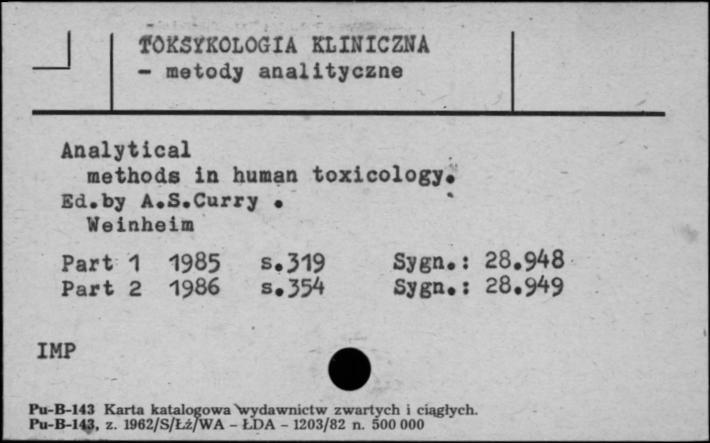 TOKSYKOLOGIA KLINICZNA
- metody analityczne
Analytical
methods in human toxicology.
Ed.by A.S.Curry .
Weinheim
Part 1 1985 s.319 Sygn.: 28.948
Part 2 1986 s.354 Sygn.: 28.949
IMP
Pu-B-143 Karta katalogowa wydawnictw zwartych i ciągłych.
Pu-B-143, z. 1962/S/Łż/WA - ŁDA - 1203/82 n. 500 000